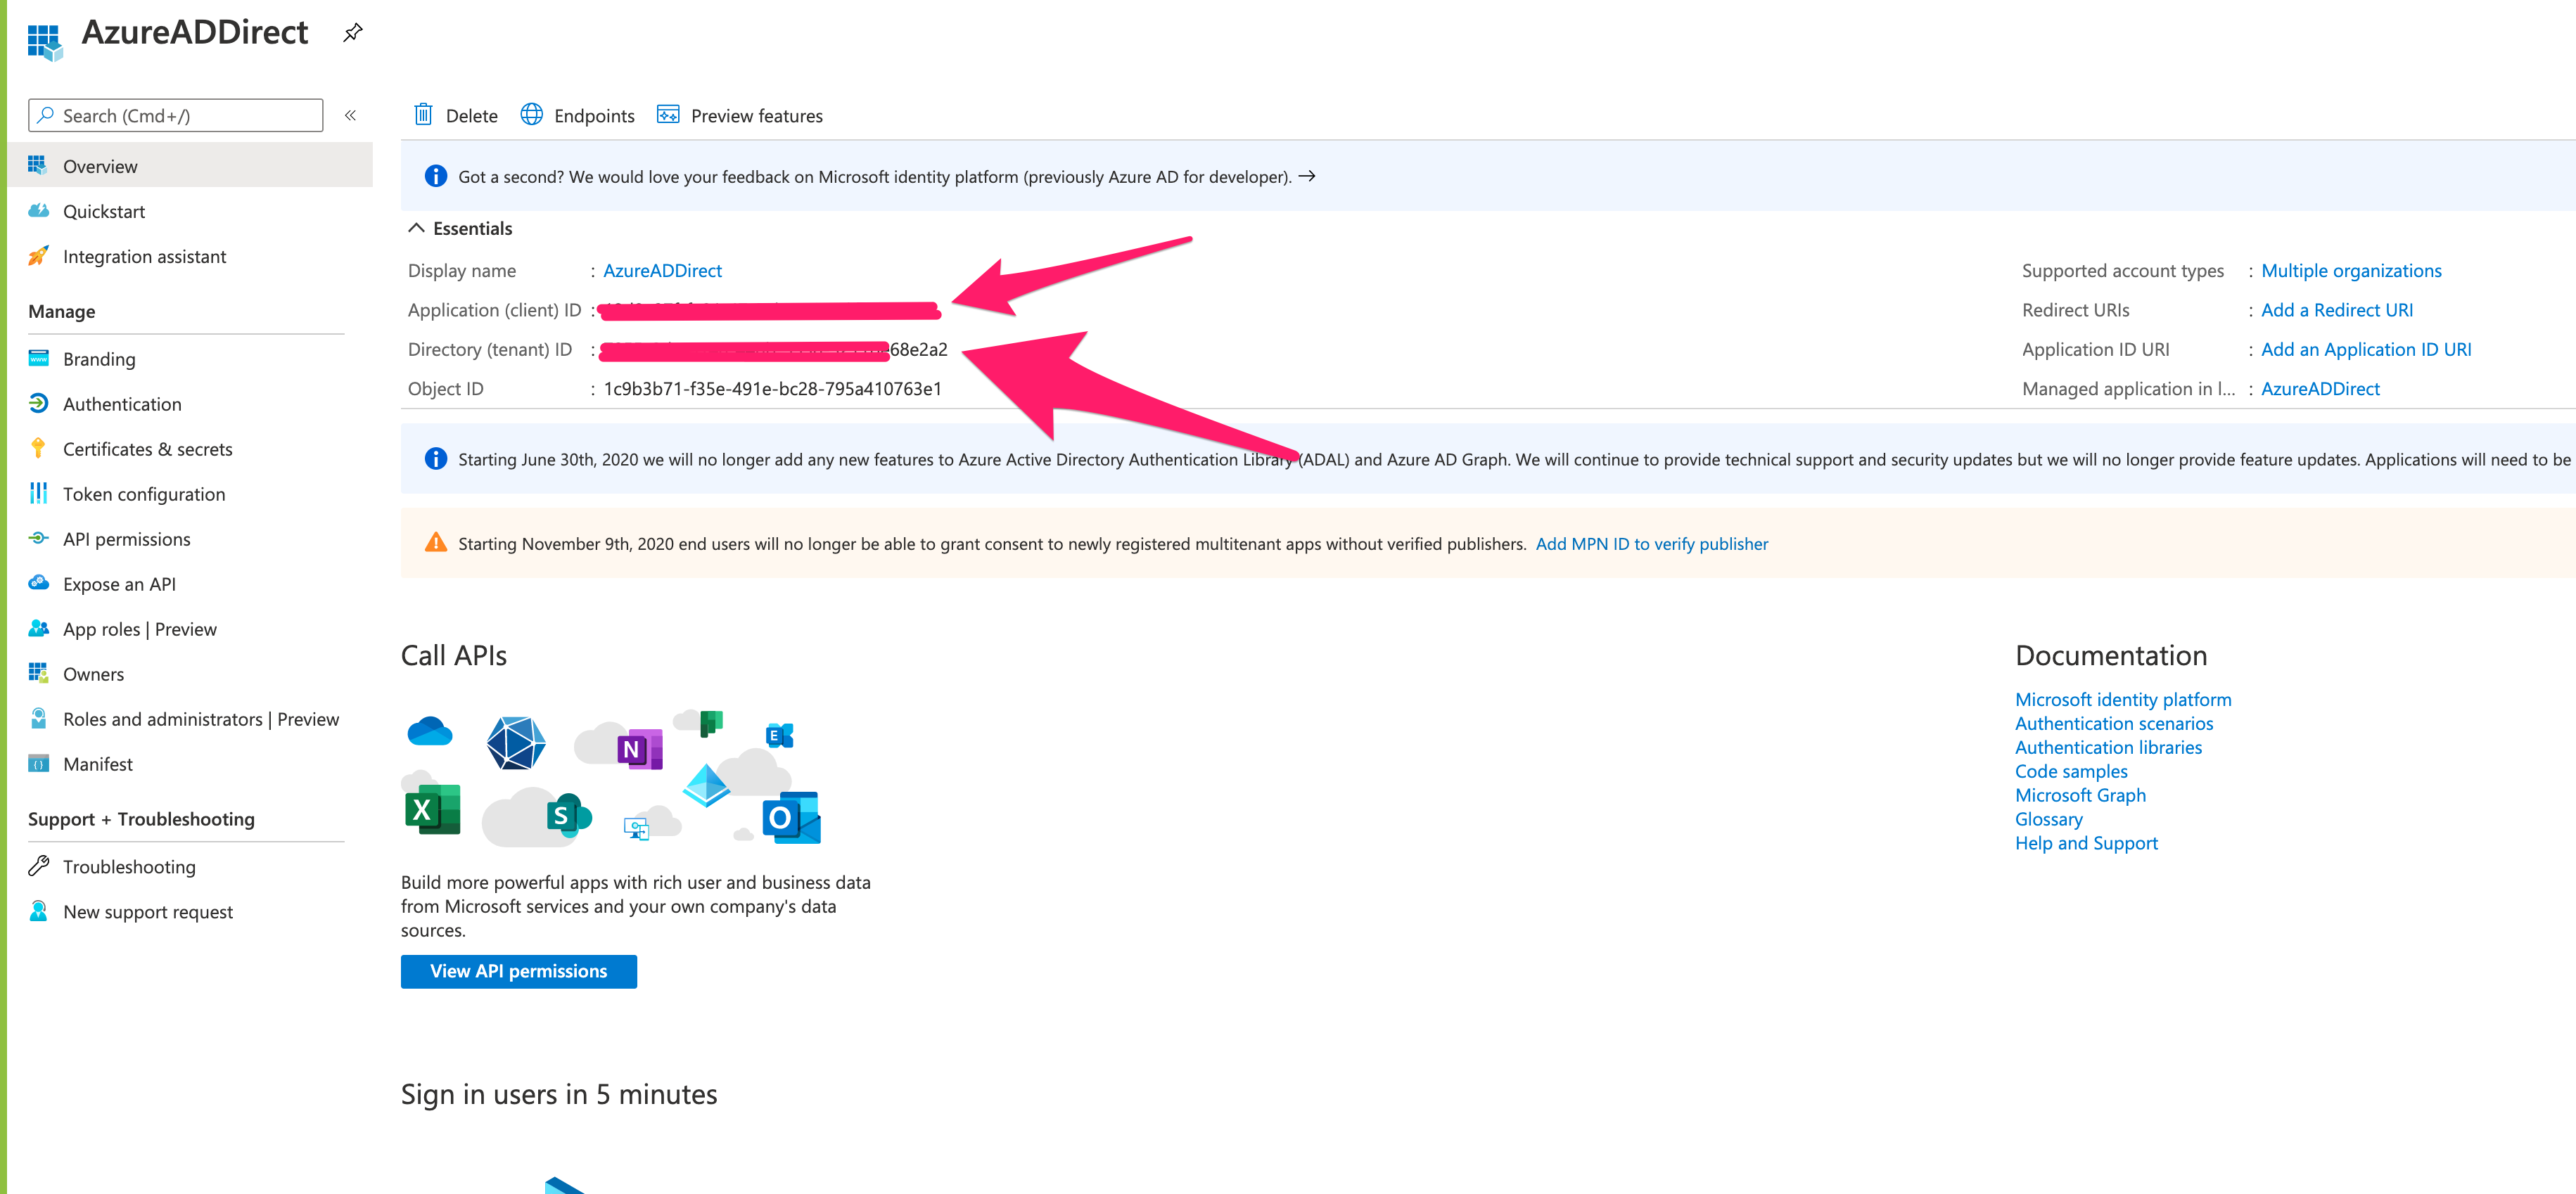 AzureADDirect
Search (Cmd+/)
«
Delete
Endpoints
Preview features
Overview
Quickstart
Integration assistant
Manage
Branding
Authentication
Certificates & secrets
Token configuration
API permissions
Expose an API
App roles | Preview
Owners
Roles and administrators | Preview
Manifest
Support + Troubleshooting
Troubleshooting
New support request
Got a second? We would love your feedback on Microsoft identity platform (previously Azure AD for developer). →
Essentials
Display name : AzureADDirect
Application (client) ID :
Directory (tenant) ID : 68e2a2
Object ID : 1c9b3b71-f35e-491e-bc28-795a410763e1
Supported account types : Multiple organizations
Redirect URIs : Add a Redirect URI
Application ID URI : Add an Application ID URI
Managed application in l... : AzureADDirect
Starting June 30th, 2020 we will no longer add any new features to Azure Active Directory Authentication Library (ADAL) and Azure AD Graph. We will continue to provide technical support and security updates but we will no longer provide feature updates. Applications will need to be
Starting November 9th, 2020 end users will no longer be able to grant consent to newly registered multitenant apps without verified publishers. Add MPN ID to verify publisher
Call APIs
N
E
X
S
O
Build more powerful apps with rich user and business data
from Microsoft services and your own company's data
sources.
View API permissions
Documentation
Microsoft identity platform
Authentication scenarios
Authentication libraries
Code samples
Microsoft Graph
Glossary
Help and Support
Sign in users in 5 minutes